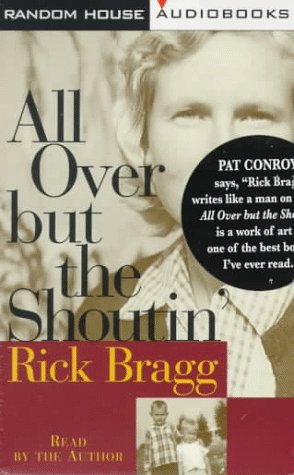 RANDOM HOUSE AUDIOBOOKS
All
Over
but
the
Shoutin'
PAT CONROY
says, "Rick Brag
writes like a man on
All Over but the Sho
is a work of art
one of the best bo
I've ever read.
Rick Bragg
READ
BY THE AUTHOR